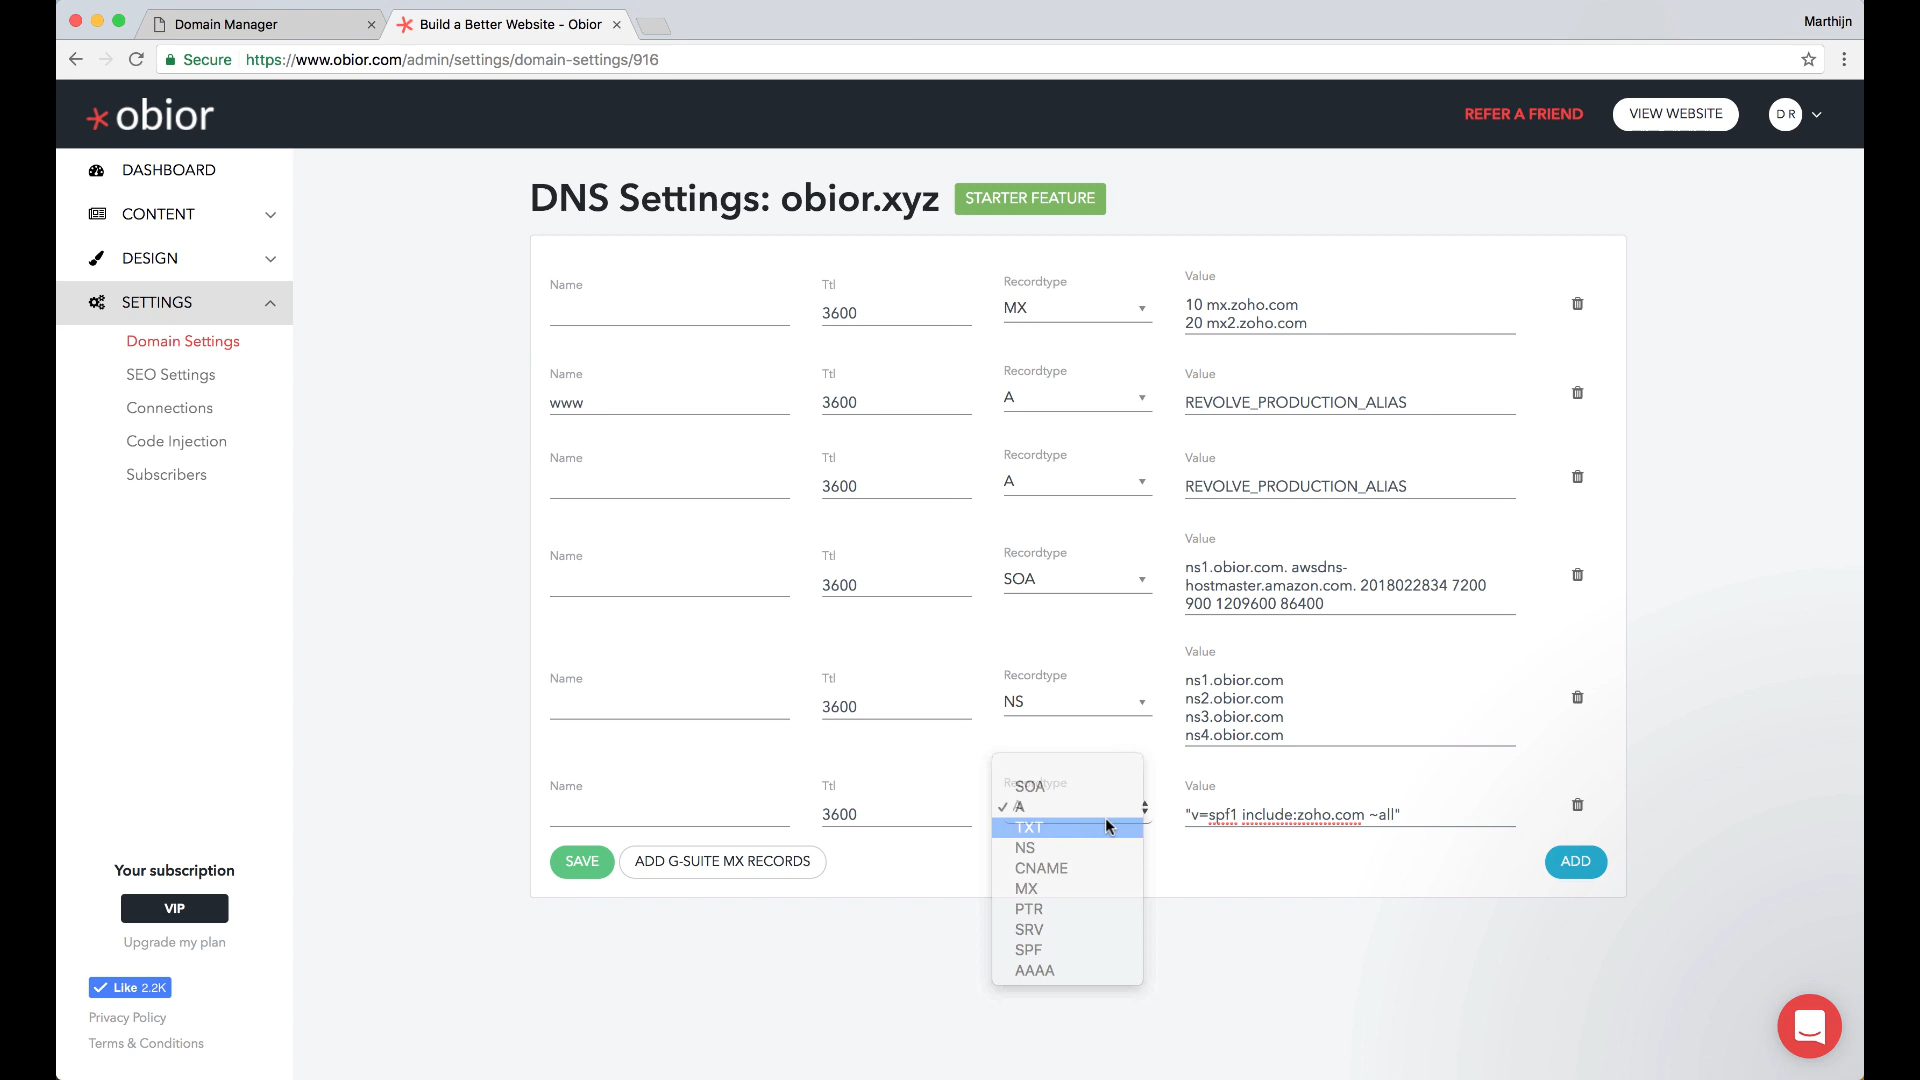 Domain Manager
Build a Better Website - Obior
Marthijn
Secure https://www.obior.com/admin/settings/domain-settings/916
obior
REFER A FRIEND
VIEW WEBSITE
DR
DASHBOARD
CONTENT
DESIGN
SETTINGS
Domain Settings
SEO Settings
Connections
Code Injection
Subscribers
Your subscription
VIP
Upgrade my plan
Like 2.2K
Privacy Policy
Terms & Conditions
DNS Settings: obior.xyz
STARTER FEATURE
Name Ttl Recordtype Value
3600 MX 10 mx.zoho.com
20 mx2.zoho.com
Name Ttl Recordtype Value
www 3600 A REVOLVE_PRODUCTION_ALIAS
Name Ttl Recordtype Value
3600 A REVOLVE_PRODUCTION_ALIAS
Name Ttl Recordtype Value
3600 SOA ns1.obior.com. awsdns-
hostmaster.amazon.com. 2018022834 7200
900 1209600 86400
Name Ttl Recordtype Value
3600 NS ns1.obior.com
ns2.obior.com
ns3.obior.com
ns4.obior.com
Name Ttl Recordtype Value
3600 "v=spf1 include:zoho.com ~all"
SOA
A
TXT
NS
CNAME
MX
PTR
SRV
SPF
AAAA
SAVE
ADD G-SUITE MX RECORDS
ADD